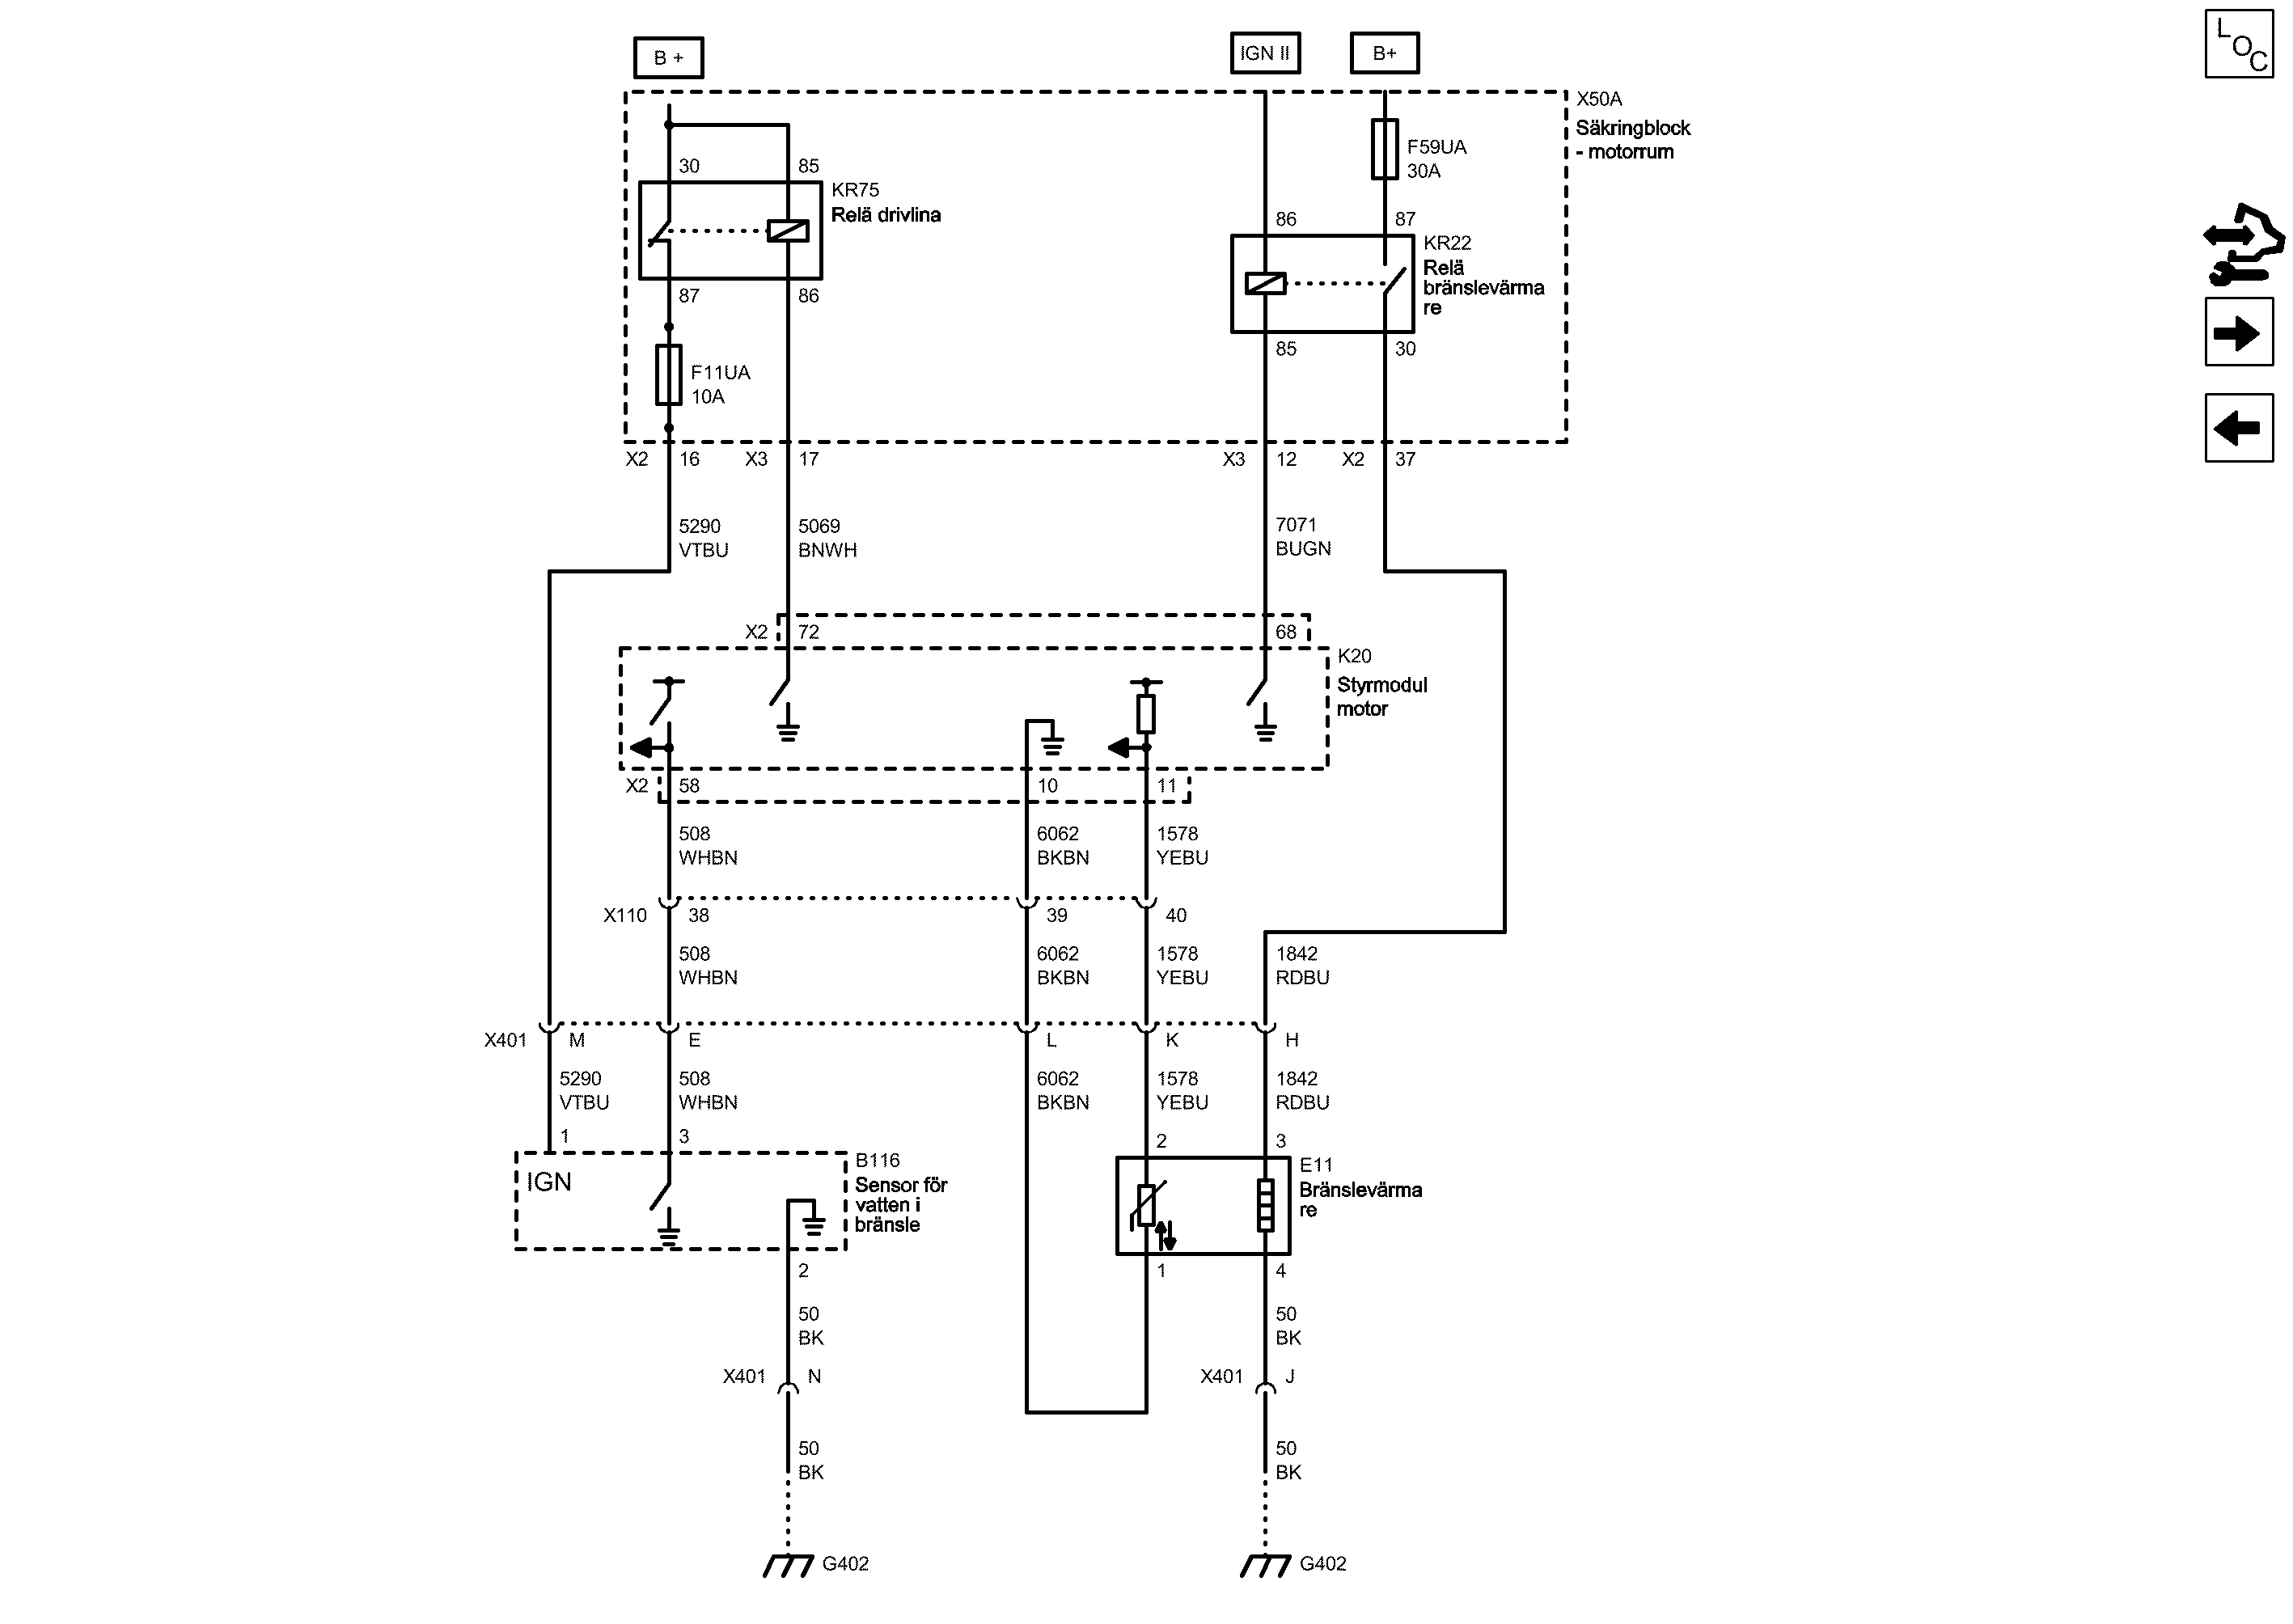 B +
IGN II
B+
LOC
X50A
Säkringblock
- motorrum
F59UA
30A
30
85
KR75
Relä drivlina
86
87
KR22
Relä
bränslevärma
re
87
86
85
30
F11UA
10A
X2
16
X3
17
X3
12
X2
37
5290
VTBU
5069
BNWH
7071
BUGN
X2
72
68
K20
Styrmodul
motor
X2
58
10
11
508
WHBN
6062
BKBN
1578
YEBU
X110
38
39
40
508
WHBN
6062
BKBN
1578
YEBU
1842
RDBU
X401
M
E
L
K
H
5290
VTBU
508
WHBN
6062
BKBN
1578
YEBU
1842
RDBU
1
3
2
3
IGN
B116
Sensor för
vatten i
bränsle
E11
Bränslevärma
re
2
1
4
50
BK
50
BK
X401
N
X401
J
50
BK
50
BK
G402
G402